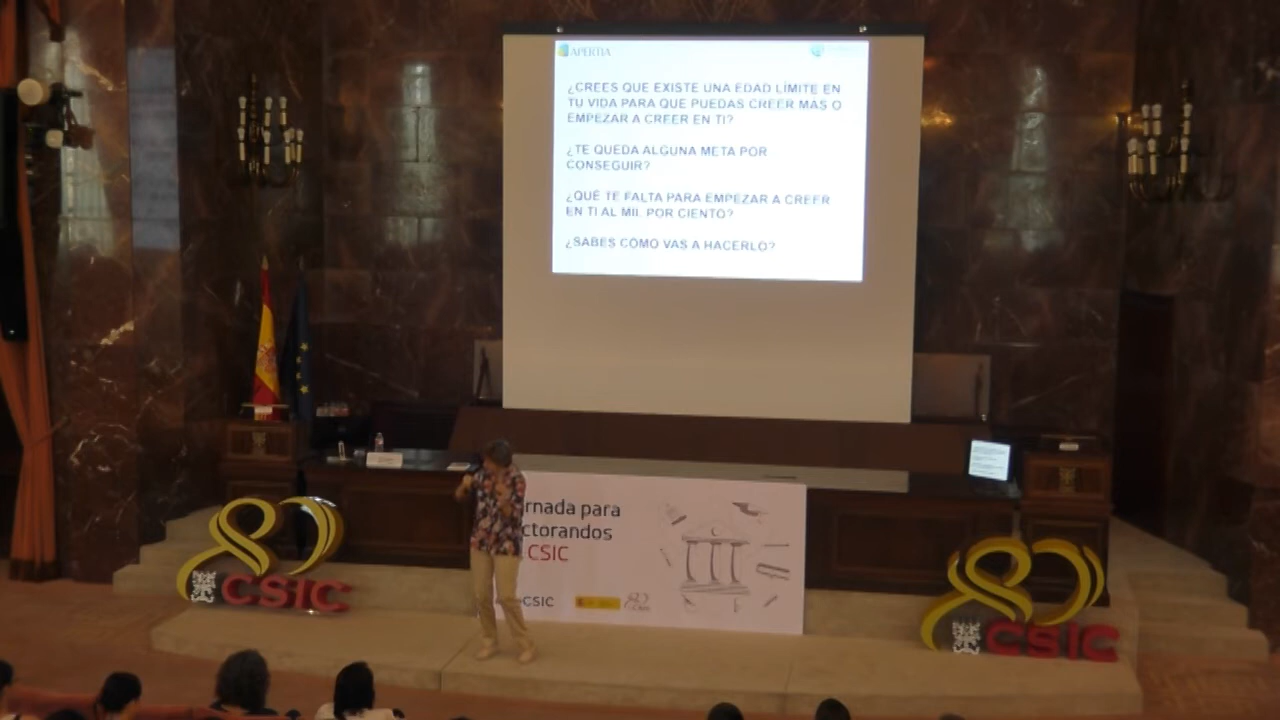 APERTIA
¿CREES QUE EXISTE UNA EDAD LÍMITE EN
TU VIDA PARA QUE PUEDAS CREER MAS O
EMPEZAR A CREER EN TI?
¿TE QUEDA ALGUNA META POR
CONSEGUIR?
¿QUÉ TE FALTA PARA EMPEZAR A CREER
EN TI AL MIL POR CIENTO?
¿SABES CÓMO VAS A HACERLO?
rnada para
ctorandos
CSIC
CSIC
80
CSIC
80
CSIC